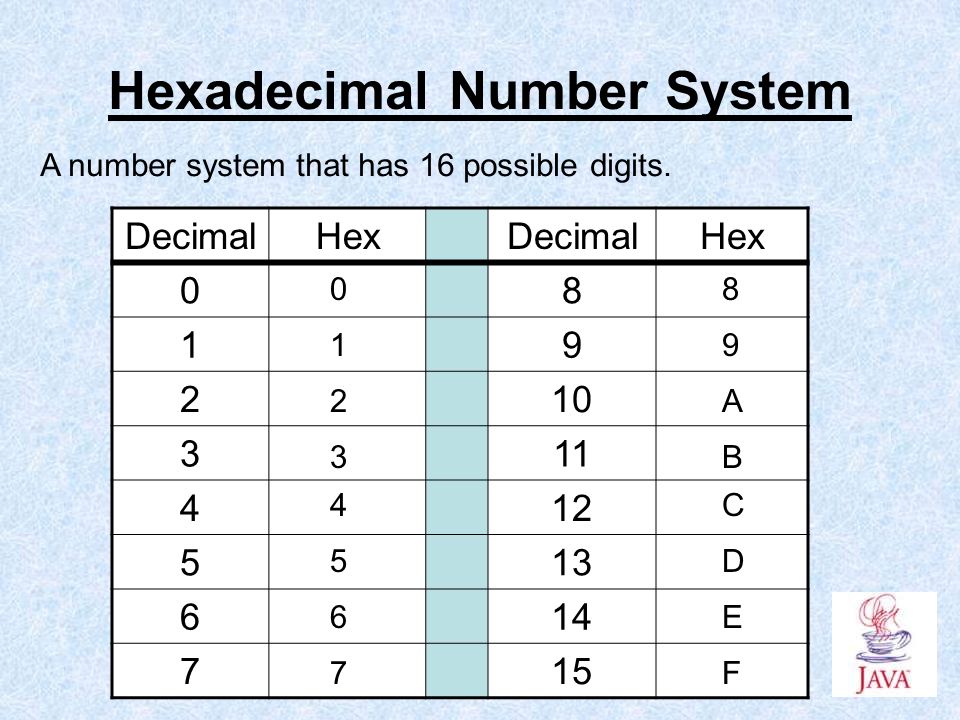 Hexadecimal Number System
A number system that has 16 possible digits.
Decimal Hex Decimal Hex
0 0 8 8
1 1 9 9
2 2 10 A
3 3 11 B
4 4 12 C
5 5 13 D
6 6 14 E
7 7 15 F
JAVA